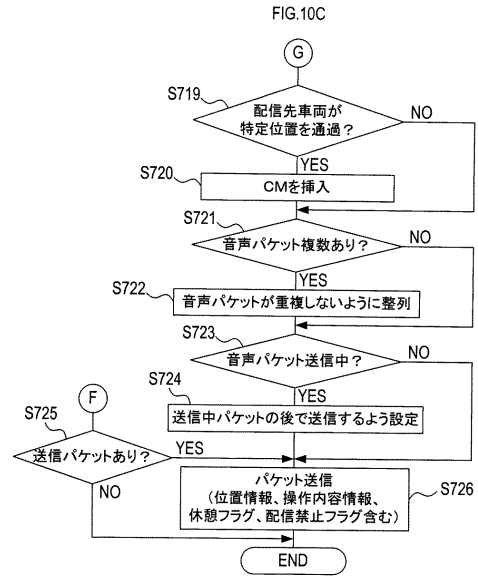 FIG.10C
G
S719
配信先車両が
特定位置を通過?
NO
YES
S720
CMを挿入
S721
音声パケット複数あり?
NO
YES
S722
音声パケットが重複しないように整列
S723
音声パケット送信中?
NO
YES
S724
送信中パケットの後で送信するよう設定
F
S725
送信パケットあり?
YES
NO
パケット送信
(位置情報、操作内容情報、
休憩フラグ、配信禁止フラグ含む)
S726
END